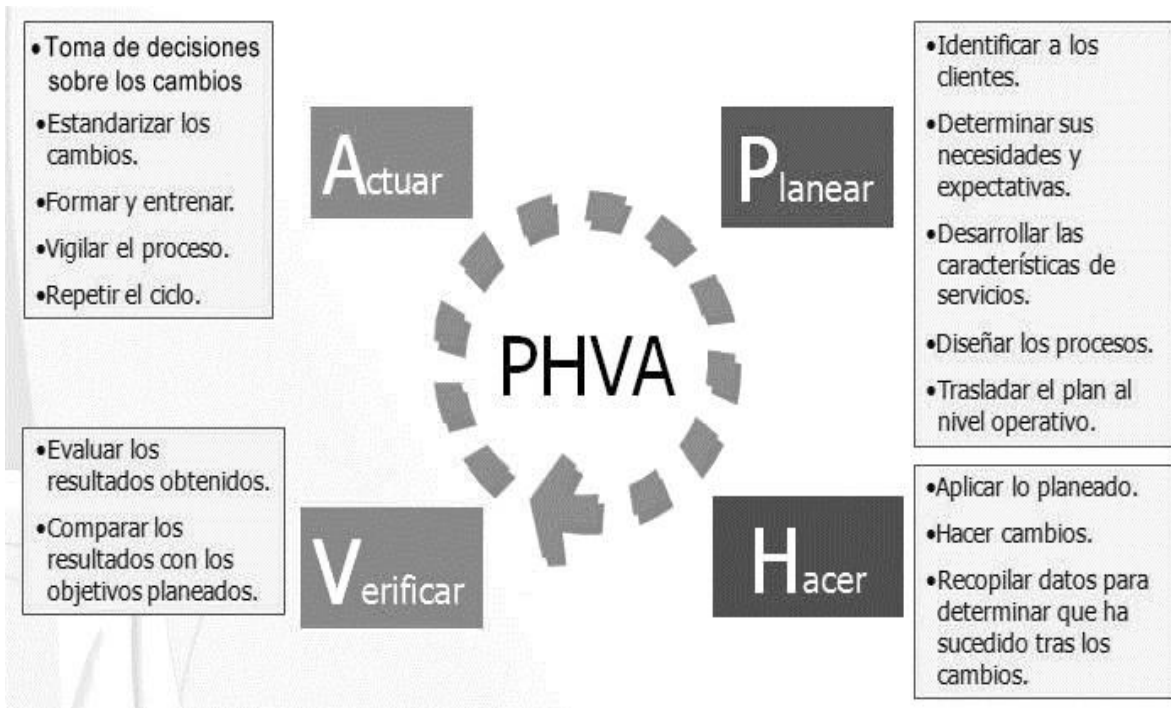 •Toma de decisiones
sobre los cambios
•Estandarizar los
cambios.
•Formar y entrenar.
•Vigilar el proceso.
•Repetir el ciclo.
Actuar
Planear
•Identificar a los
clientes.
•Determinar sus
necesidades y
expectativas.
•Desarrollar las
características de
servicios.
•Diseñar los procesos.
•Trasladar el plan al
nivel operativo.
PHVA
•Evaluar los
resultados obtenidos.
•Comparar los
resultados con los
objetivos planeados.
Verificar
Hacer
•Aplicar lo planeado.
•Hacer cambios.
•Recopilar datos para
determinar que ha
sucedido tras los
cambios.